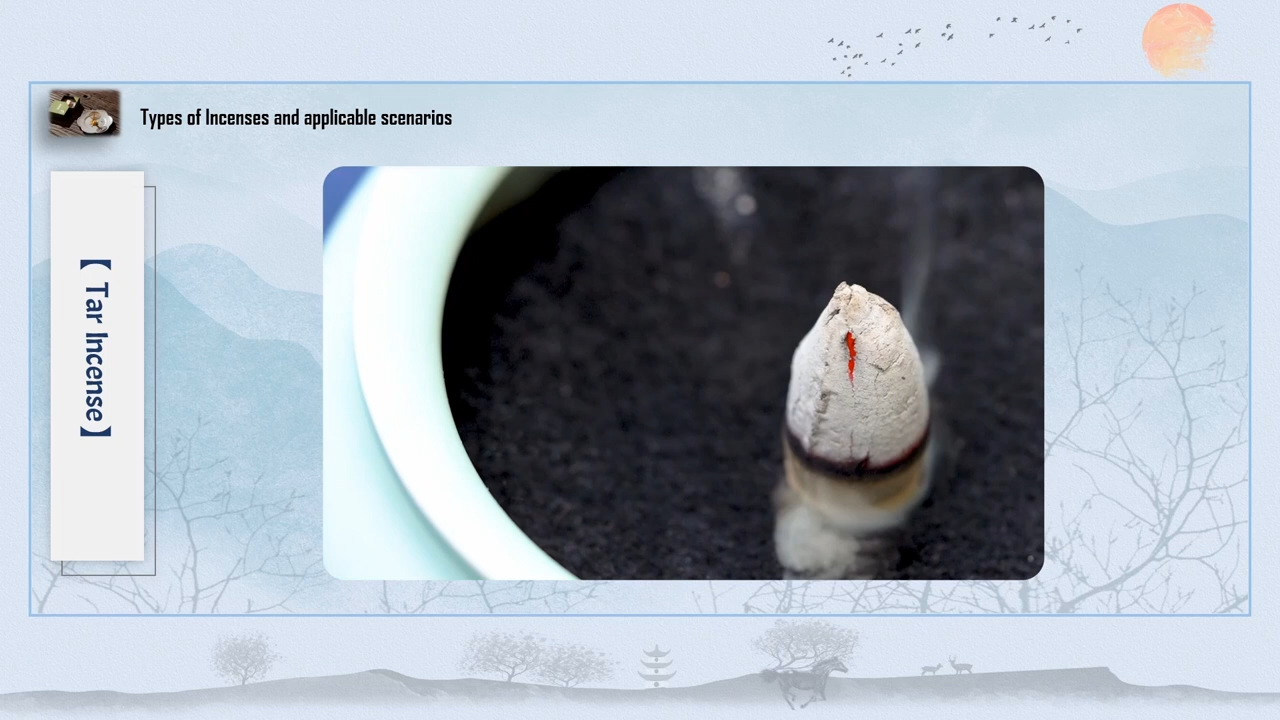 Types of Incenses and applicable scenarios
【 Tar Incense】